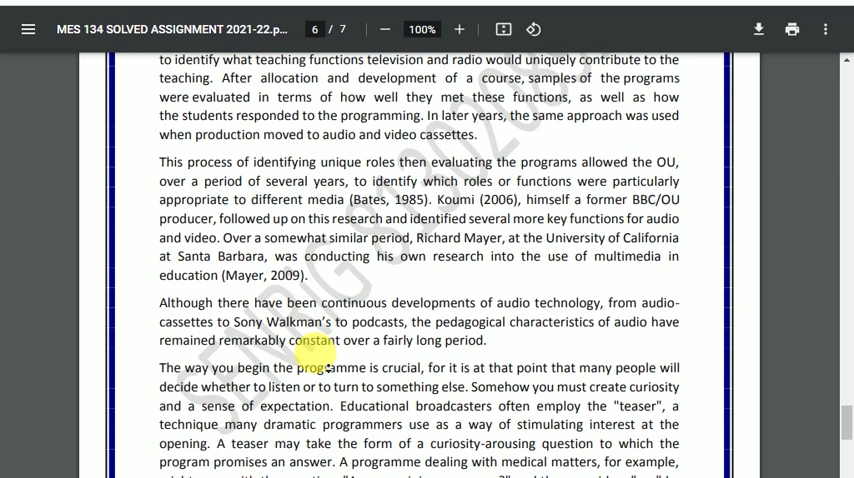 MES 134 SOLVED ASSIGNMENT 2021-22.p... 6 / 7 100%
to identify what teaching functions television and radio would uniquely contribute to the
teaching. After allocation and development of a course, samples of the programs
were evaluated in terms of how well they met these functions, as well as how
the students responded to the programming. In later years, the same approach was used
when production moved to audio and video cassettes.
This process of identifying unique roles then evaluating the programs allowed the OU,
over a period of several years, to identify which roles or functions were particularly
appropriate to different media (Bates, 1985). Koumi (2006), himself a former BBC/OU
producer, followed up on this research and identified several more key functions for audio
and video. Over a somewhat similar period, Richard Mayer, at the University of California
at Santa Barbara, was conducting his own research into the use of multimedia in
education (Mayer, 2009).
Although there have been continuous developments of audio technology, from audio-
cassettes to Sony Walkman's to podcasts, the pedagogical characteristics of audio have
remained remarkably constant over a fairly long period.
The way you begin the programme is crucial, for it is at that point that many people will
decide whether to listen or to turn to something else. Somehow you must create curiosity
and a sense of expectation. Educational broadcasters often employ the "teaser", a
technique many dramatic programmers use as a way of stimulating interest at the
opening. A teaser may take the form of a curiosity-arousing question to which the
program promises an answer. A programme dealing with medical matters, for example,